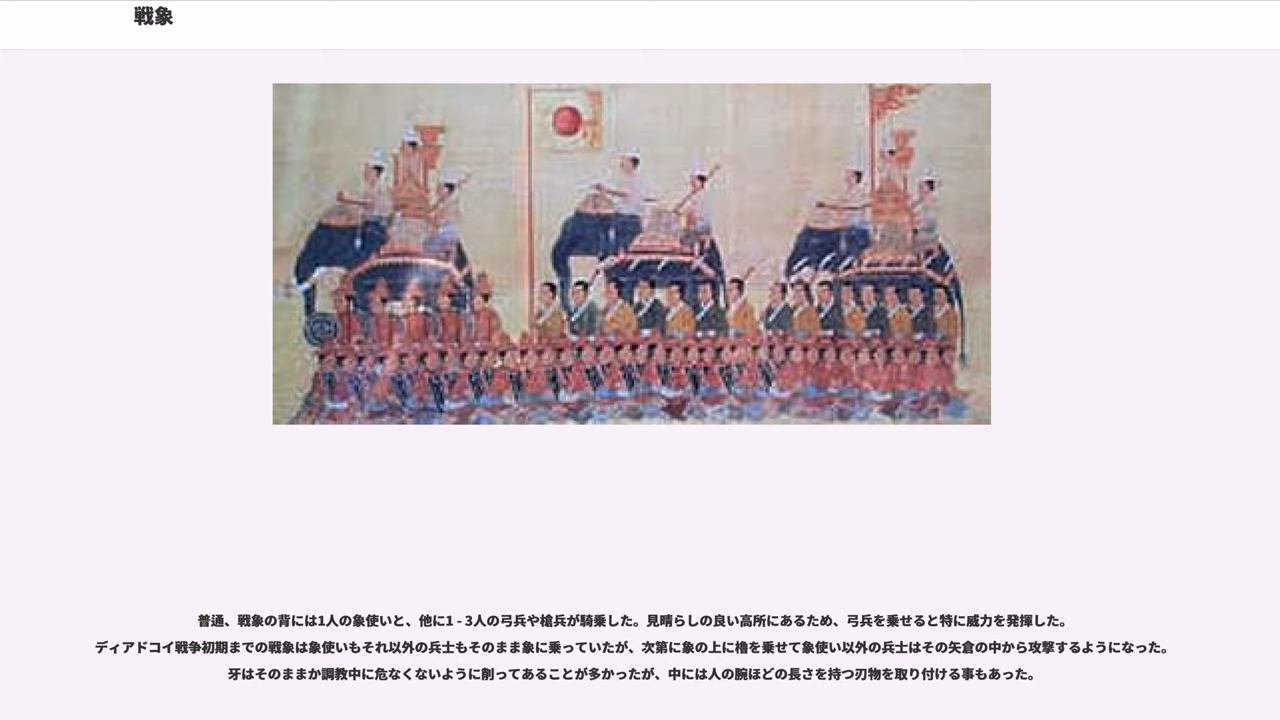 戦象
普通、戦象の背には1人の象使いと、他に1 - 3人の弓兵や槍兵が騎乗した。見晴らしの良い高所にあるため、弓兵を乗せると特に威力を発揮した。
ディアドコイ戦争初期までの戦象は象使いもそれ以外の兵士もそのまま象に乗っていたが、次第に象の上に櫓を乗せて象使い以外の兵士はその矢倉の中から攻撃するようになった。
牙はそのままか調教中に危なくないように削ってあることが多かったが、中には人の腕ほどの長さを持つ刃物を取り付ける事もあった。